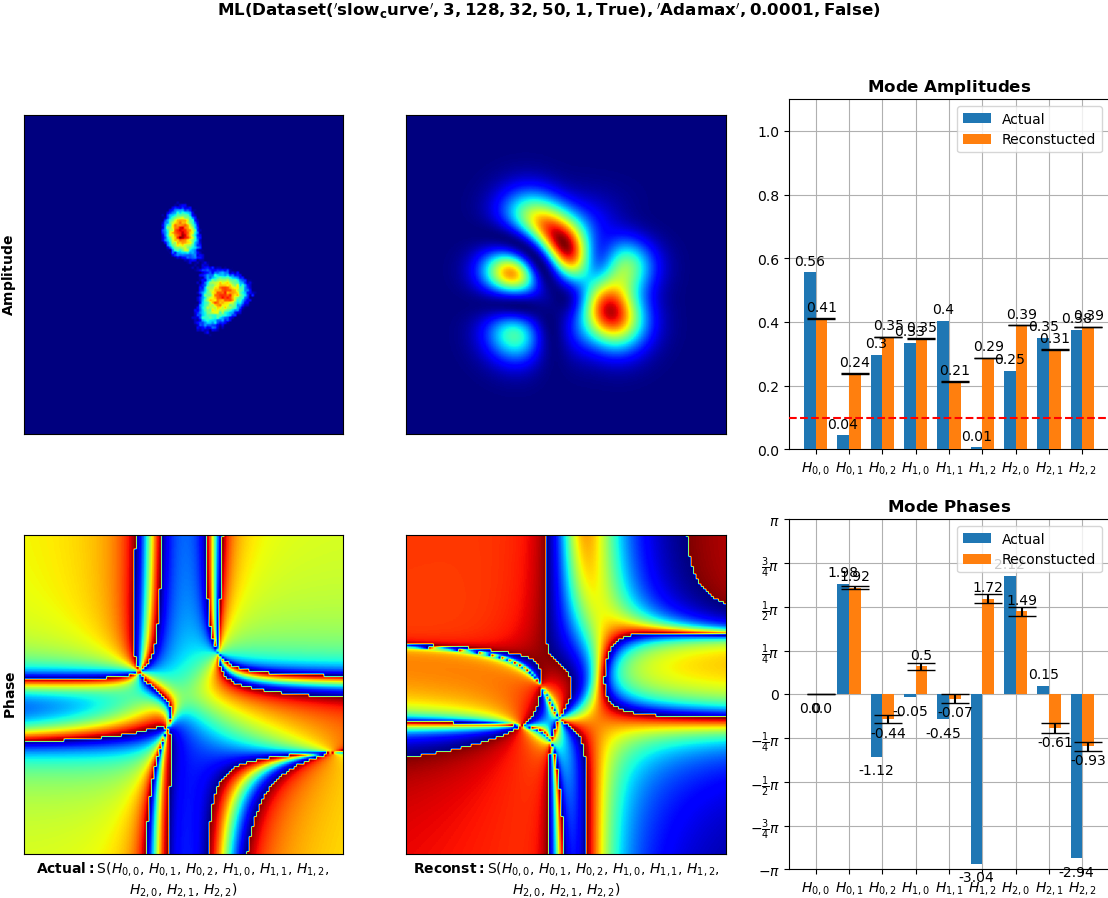 ML(Dataset('slow_curve', 3, 128, 32, 50, 1, True), 'Adamax', 0.0001, False)
Amplitude
Mode Amplitudes
Actual
Reconstucted
1.0
0.8
0.6
0.4
0.2
0.0
0.56
0.41
0.04
0.24
0.3
0.35
0.33
0.35
0.4
0.21
0.01
0.29
0.25
0.39
0.35
0.31
0.38
0.39
H0,0 H0,1 H0,2 H1,0 H1,1 H1,2 H2,0 H2,1 H2,2
Phase
Mode Phases
Actual
Reconstucted
π
3/4π
1/2π
1/4π
0
−1/4π
−1/2π
−3/4π
−π
0.0
0.0
1.98
1.92
-1.12
-0.44
-0.05
0.5
-0.45
-0.07
-3.04
1.72
2.12
1.49
0.15
-0.61
-2.94
-0.93
H0,0 H0,1 H0,2 H1,0 H1,1 H1,2 H2,0 H2,1 H2,2
Actual: S(H0,0, H0,1, H0,2, H1,0, H1,1, H1,2,
H2,0, H2,1, H2,2)
Reconst: S(H0,0, H0,1, H0,2, H1,0, H1,1, H1,2,
H2,0, H2,1, H2,2)